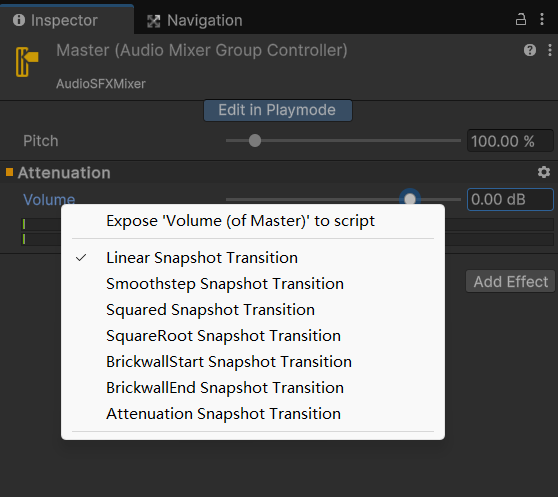 Inspector
Navigation
Master (Audio Mixer Group Controller)
AudioSFXMixer
Edit in Playmode
Pitch
100.00 %
Attenuation
Volume
0.00 dB
Expose 'Volume (of Master)' to script
Linear Snapshot Transition
Smoothstep Snapshot Transition
Squared Snapshot Transition
SquareRoot Snapshot Transition
BrickwallStart Snapshot Transition
BrickwallEnd Snapshot Transition
Attenuation Snapshot Transition
Add Effect